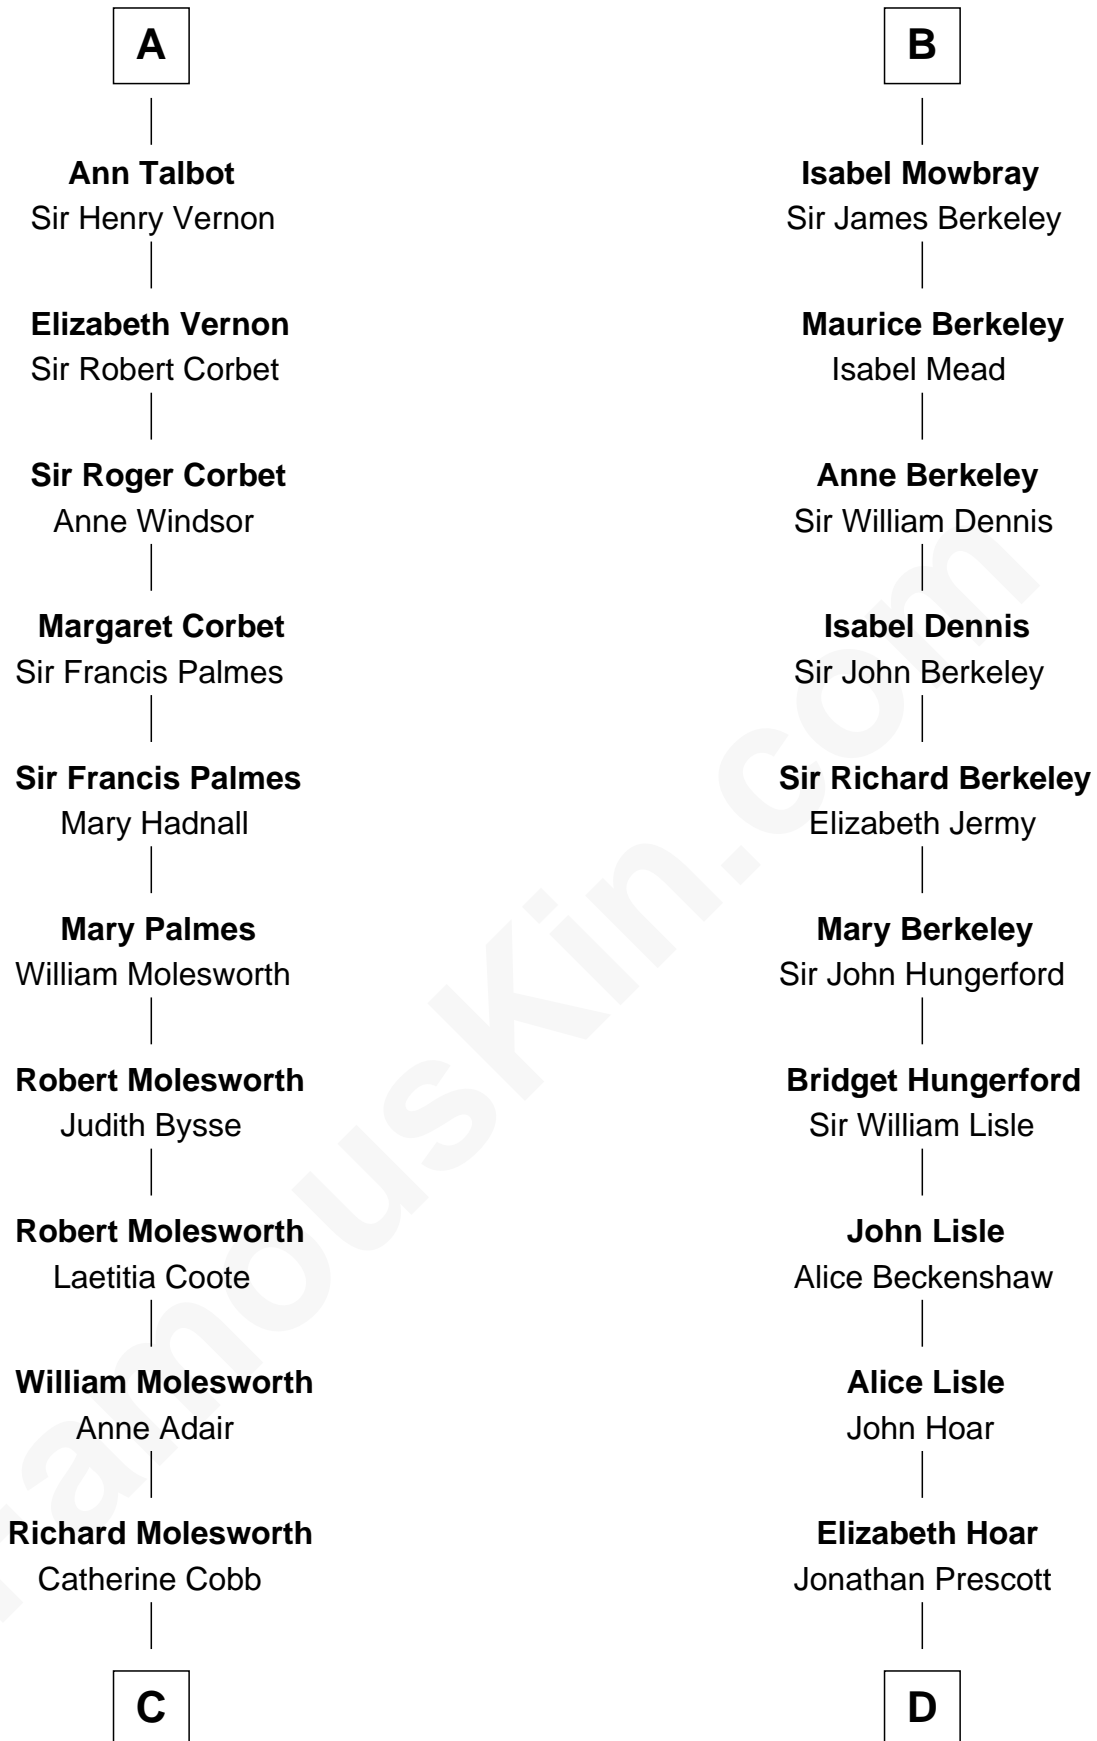 A
Ann Talbot
Sir Henry Vernon
Elizabeth Vernon
Sir Robert Corbet
Sir Roger Corbet
Anne Windsor
Margaret Corbet
Sir Francis Palmes
Sir Francis Palmes
Mary Hadnall
Mary Palmes
William Molesworth
Robert Molesworth
Judith Bysse
Robert Molesworth
Laetitia Coote
William Molesworth
Anne Adair
Richard Molesworth
Catherine Cobb
C
B
Isabel Mowbray
Sir James Berkeley
Maurice Berkeley
Isabel Mead
Anne Berkeley
Sir William Dennis
Isabel Dennis
Sir John Berkeley
Sir Richard Berkeley
Elizabeth Jermy
Mary Berkeley
Sir John Hungerford
Bridget Hungerford
Sir William Lisle
John Lisle
Alice Beckenshaw
Alice Lisle
John Hoar
Elizabeth Hoar
Jonathan Prescott
D
FamousKin.com